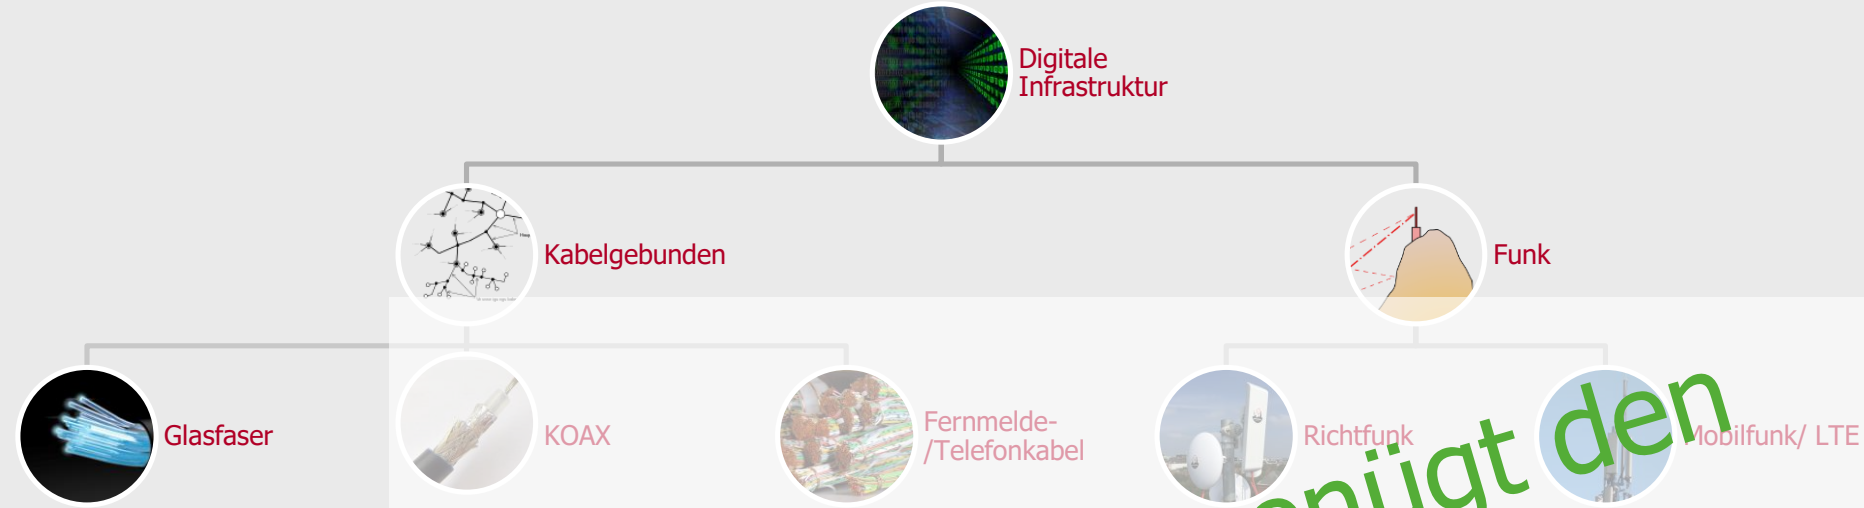 Digitale
Infrastruktur
Kabelgebunden
Funk
Glasfaser
KOAX
Fernmelde-
/Telefonkabel
Richtfunk
Mobilfunk/ LTE
den